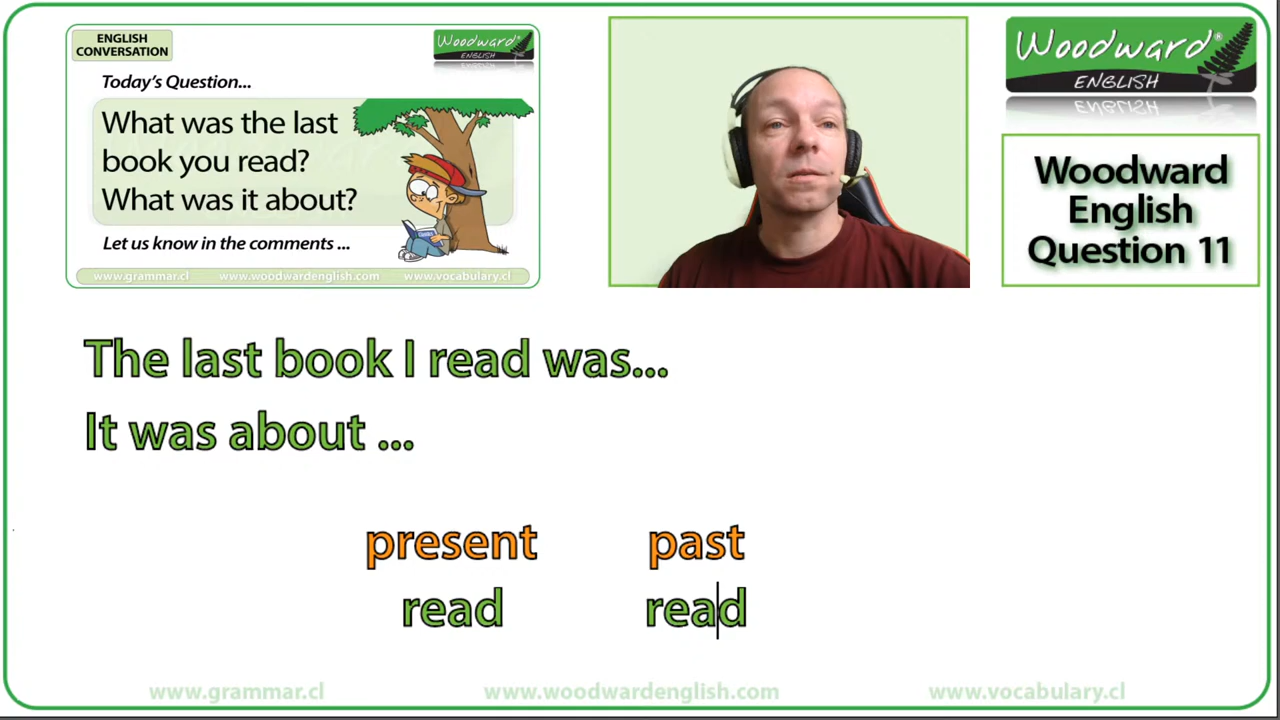 ENGLISH
CONVERSATION
Woodward®
ENGLISH
Today's Question...
What was the last
book you read?
What was it about?
Let us know in the comments ...
www.grammar.cl www.woodwardenglish.com www.vocabulary.cl
Woodward®
ENGLISH
Woodward
English
Question 11
The last book I read was...
It was about ...
present past
read read
www.grammar.cl www.woodwardenglish.com www.vocabulary.cl